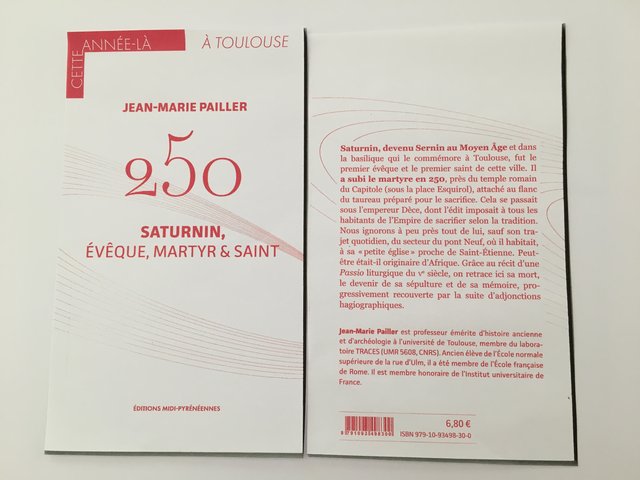 CETTE
ANNÉE-LÀ
À TOULOUSE
JEAN-MARIE PAILLER
250
SATURNIN,
ÉVÊQUE, MARTYR & SAINT
ÉDITIONS MIDI-PYRÉNÉENNES
Saturnin, devenu Sernin au Moyen Âge et dans
la basilique qui le commémore à Toulouse, fut le
premier évêque et le premier saint de cette ville. Il
a subi le martyre en 250, près du temple romain
du Capitole (sous la place Esquirol), attaché au flanc
du taureau préparé pour le sacrifice. Cela se passait
sous l'empereur Dèce, dont l'édit imposait à tous les
habitants de l'Empire de sacrifier selon la tradition.
Nous ignorons à peu près tout de lui, sauf son tra-
jet quotidien, du secteur du pont Neuf, où il habitait,
à sa « petite église » proche de Saint-Étienne. Peut-
être était-il originaire d'Afrique. Grâce au récit d'une
Passio liturgique du Ve siècle, on retrace ici sa mort,
le devenir de sa sépulture et de sa mémoire, pro-
gressivement recouverte par la suite d'adjonctions
hagiographiques.
Jean-Marie Pailler est professeur émérite d'histoire ancienne
et d'archéologie à l'université de Toulouse, membre du labora-
toire TRACES (UMR 5608, CNRS). Ancien élève de l'École normale
supérieure de la rue d'Ulm, il a été membre de l'École française
de Rome. Il est membre honoraire de l'Institut universitaire de
France.
6,80 €
9791093498300
ISBN 979-10-93498-30-0